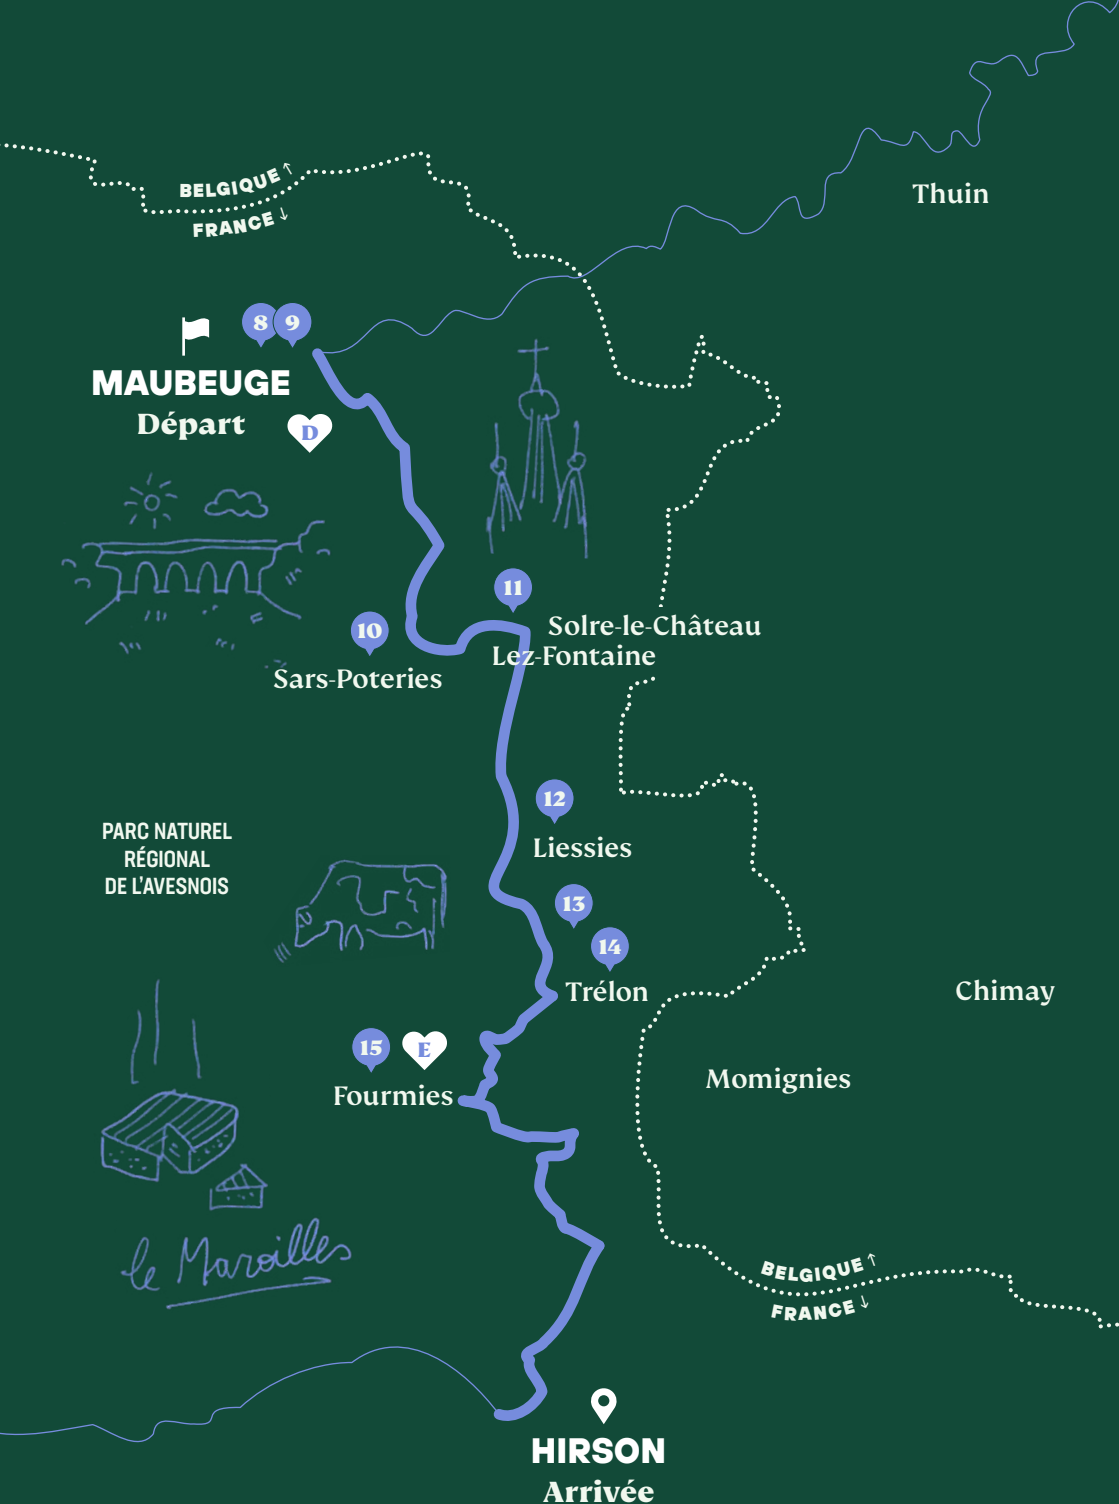 BELGIQUE ↑
FRANCE ↓
Thuin
8 9
MAUBEUGE
Départ
D
11
10
Solre-le-Château
Lez-Fontaine
Sars-Poteries
12
Liessies
PARC NATUREL
RÉGIONAL
DE L'AVESNOIS
13
14
Trélon
Chimay
15 E
Fourmies
Momignies
le Maroilles
BELGIQUE ↑
FRANCE ↓
HIRSON
Arrivée